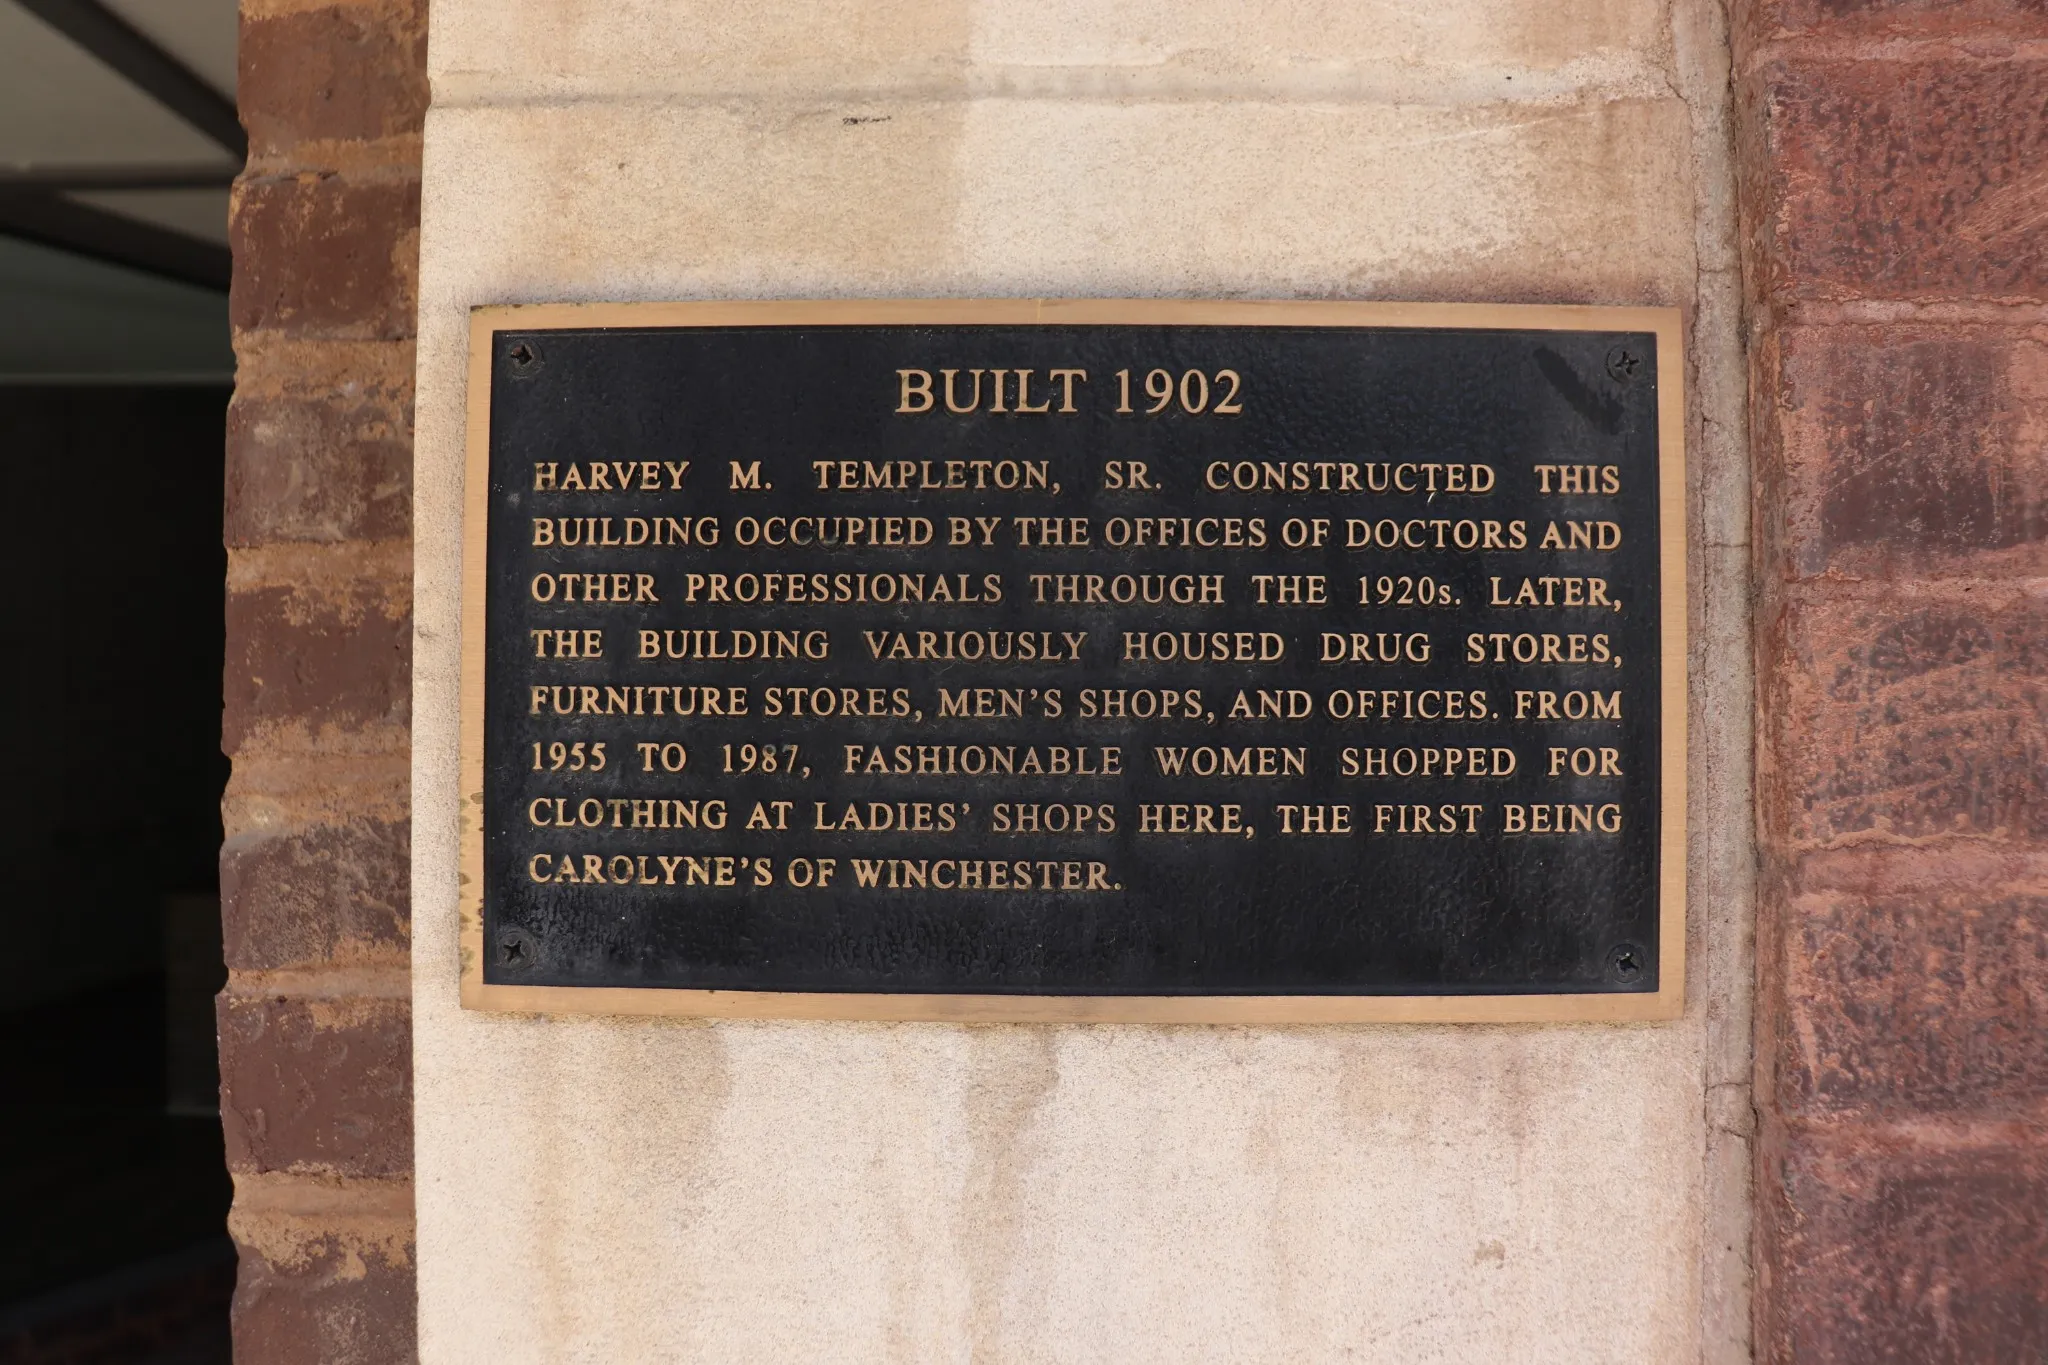 BUILT 1902
HARVEY M. TEMPLETON, SR. CONSTRUCTED THIS
BUILDING OCCUPIED BY THE OFFICES OF DOCTORS AND
OTHER PROFESSIONALS THROUGH THE 1920s. LATER,
THE BUILDING VARIOUSLY HOUSED DRUG STORES,
FURNITURE STORES, MEN'S SHOPS, AND OFFICES. FROM
1955 TO 1987, FASHIONABLE WOMEN SHOPPED FOR
CLOTHING AT LADIES' SHOPS HERE, THE FIRST BEING
CAROLYNE'S OF WINCHESTER.